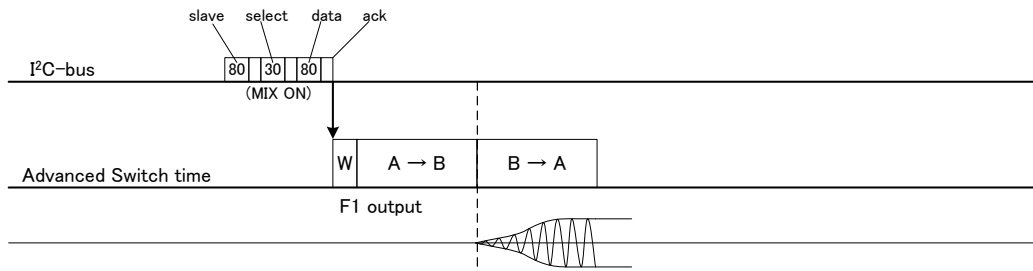 slave select data ack
I²C-bus 80 30 80
(MIX ON)
W A → B B → A
Advanced Switch time
F1 output